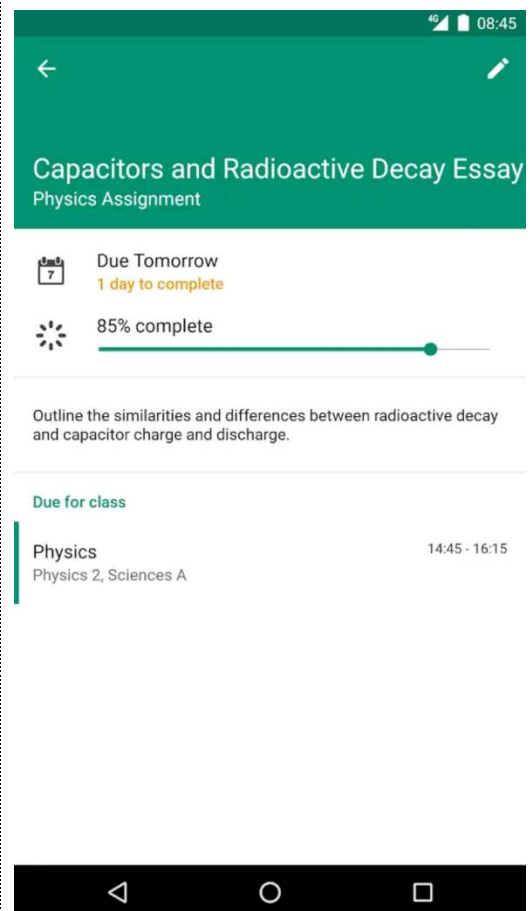 4G 08:45
Capacitors and Radioactive Decay Essay
Physics Assignment
7
Due Tomorrow
1 day to complete
85% complete
Outline the similarities and differences between radioactive decay
and capacitor charge and discharge.
Due for class
Physics 14:45 - 16:15
Physics 2, Sciences A